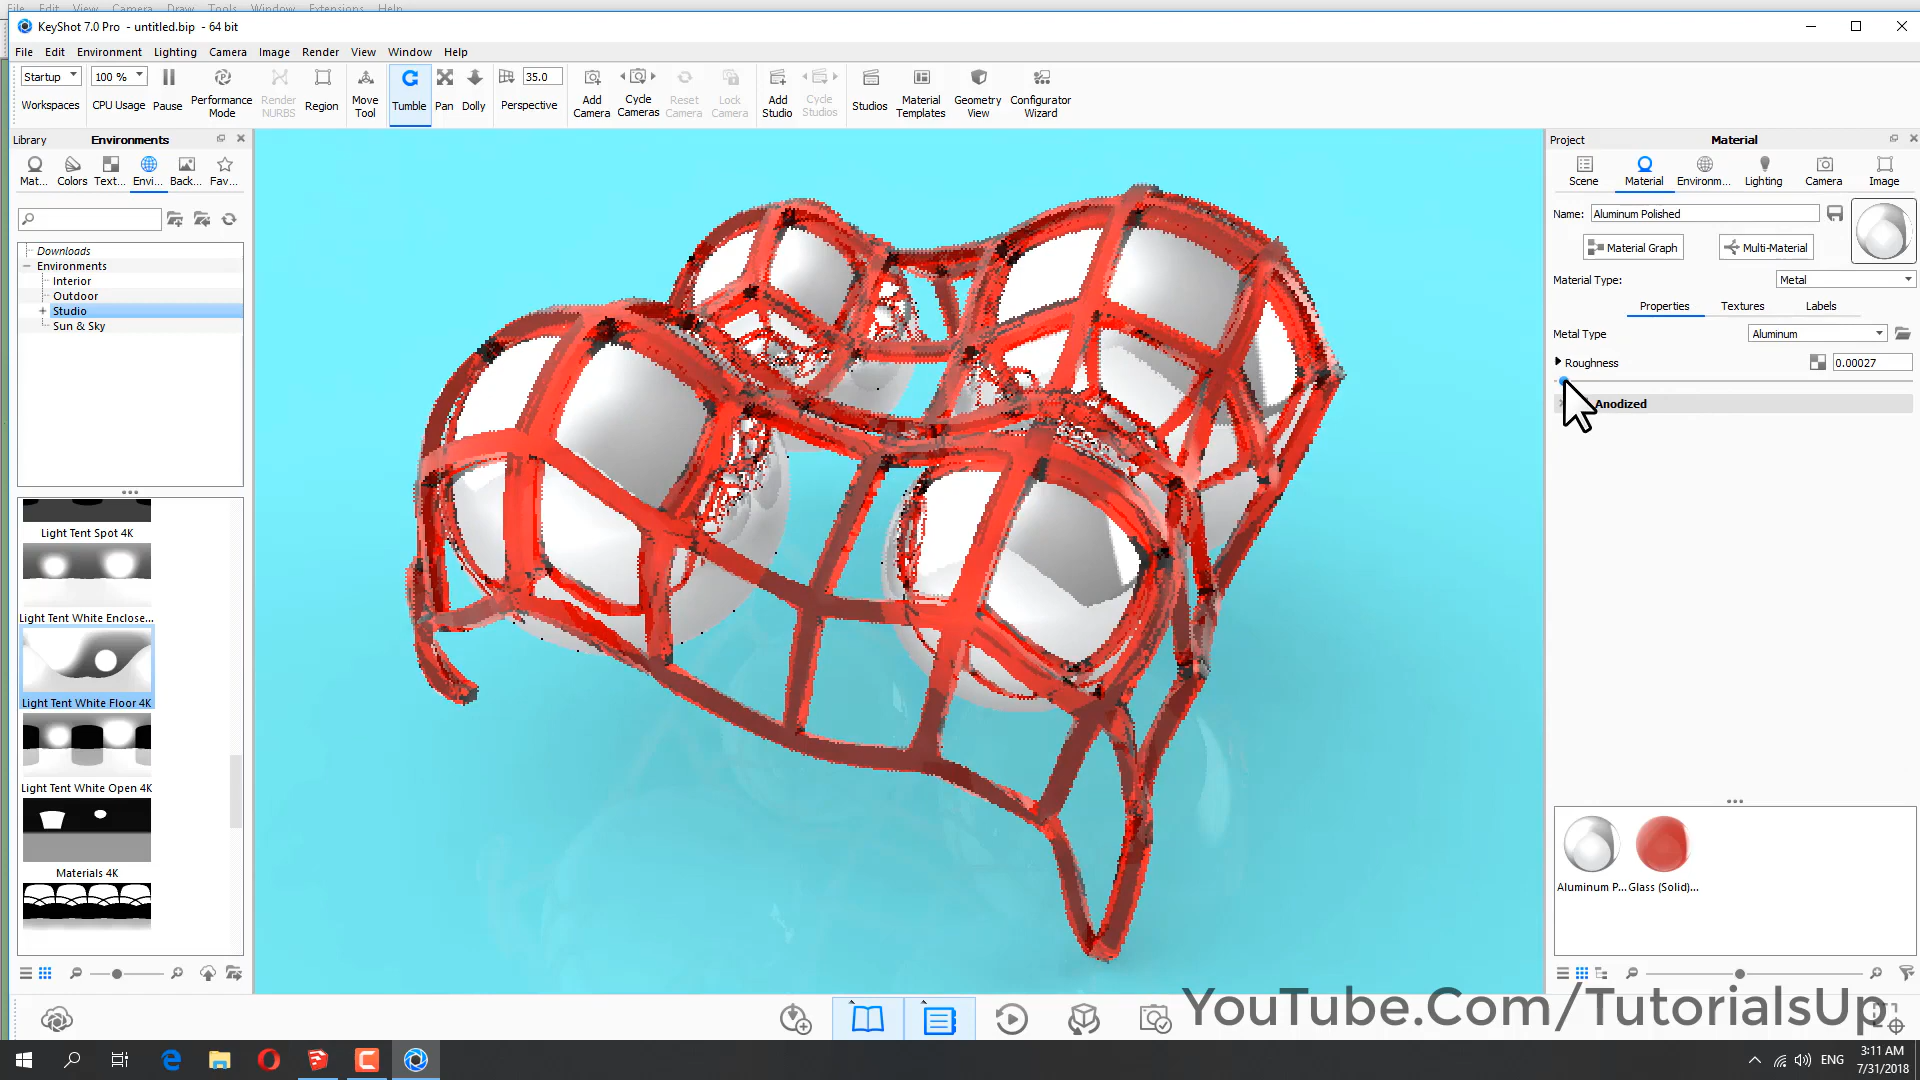 File Edit View Camera Draw Tools Window Extensions Help
KeyShot 7.0 Pro - untitled.bip - 64 bit
File Edit Environment Lighting Camera Image Render View Window Help
Startup 100 % 35.0
Workspaces CPU Usage Pause Performance Mode Render NURBS Region Move Tool Tumble Pan Dolly Perspective Add Camera Cycle Cameras Reset Camera Lock Camera Add Studio Cycle Studios Studios Material Templates Geometry View Configurator Wizard
Library Environments
Mat... Colors Text... Envi... Back... Fav...
Downloads
Environments
Interior
Outdoor
Studio
Sun & Sky
Light Tent Spot 4K
Light Tent White Enclose...
Light Tent White Floor 4K
Light Tent White Open 4K
Materials 4K
Project Material
Scene Material Environm... Lighting Camera Image
Name: Aluminum Polished
Material Graph Multi-Material
Material Type: Metal
Properties Textures Labels
Metal Type Aluminum
Roughness 0.00027
Anodized
Aluminum P... Glass (Solid)...
YouTube.Com/TutorialsUp
ENG
3:11 AM
7/31/2018